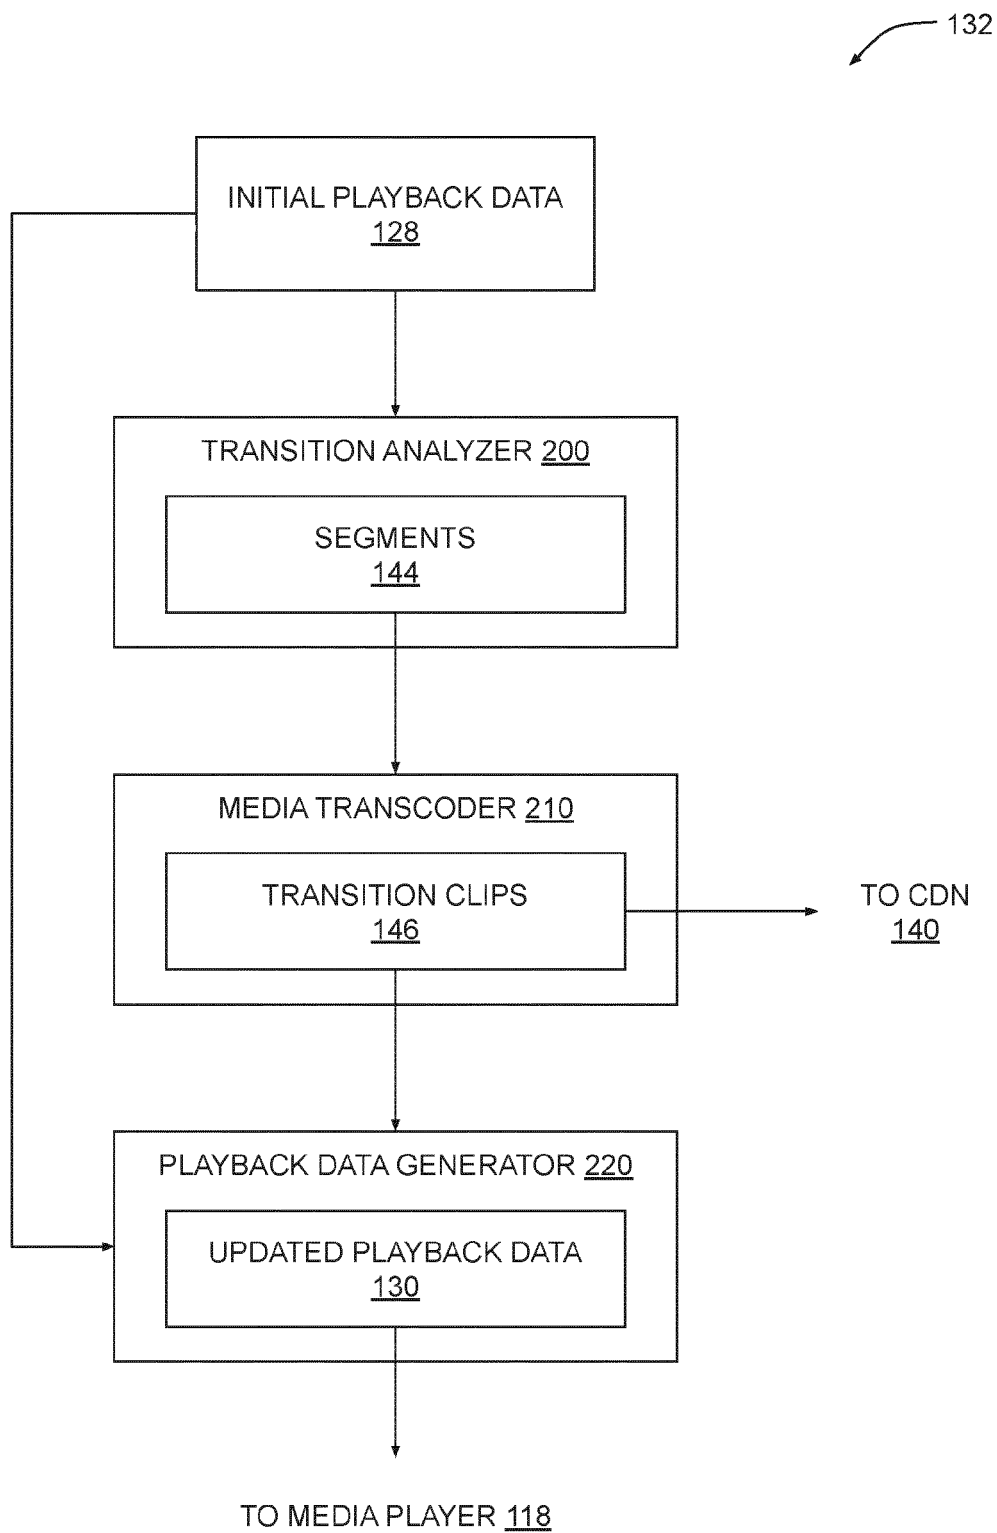 132
INITIAL PLAYBACK DATA
128
TRANSITION ANALYZER 200
SEGMENTS
144
MEDIA TRANSCODER 210
TRANSITION CLIPS
146
TO CDN
140
PLAYBACK DATA GENERATOR 220
UPDATED PLAYBACK DATA
130
TO MEDIA PLAYER 118